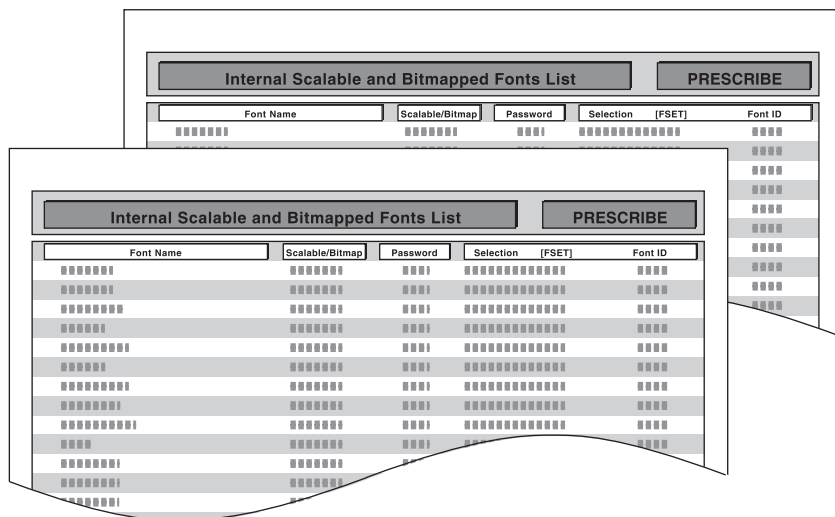 Internal Scalable and Bitmapped Fonts List PRESCRIBE
Font Name Scalable/Bitmap Password Selection [FSET] Font ID
Internal Scalable and Bitmapped Fonts List PRESCRIBE
Font Name Scalable/Bitmap Password Selection [FSET] Font ID